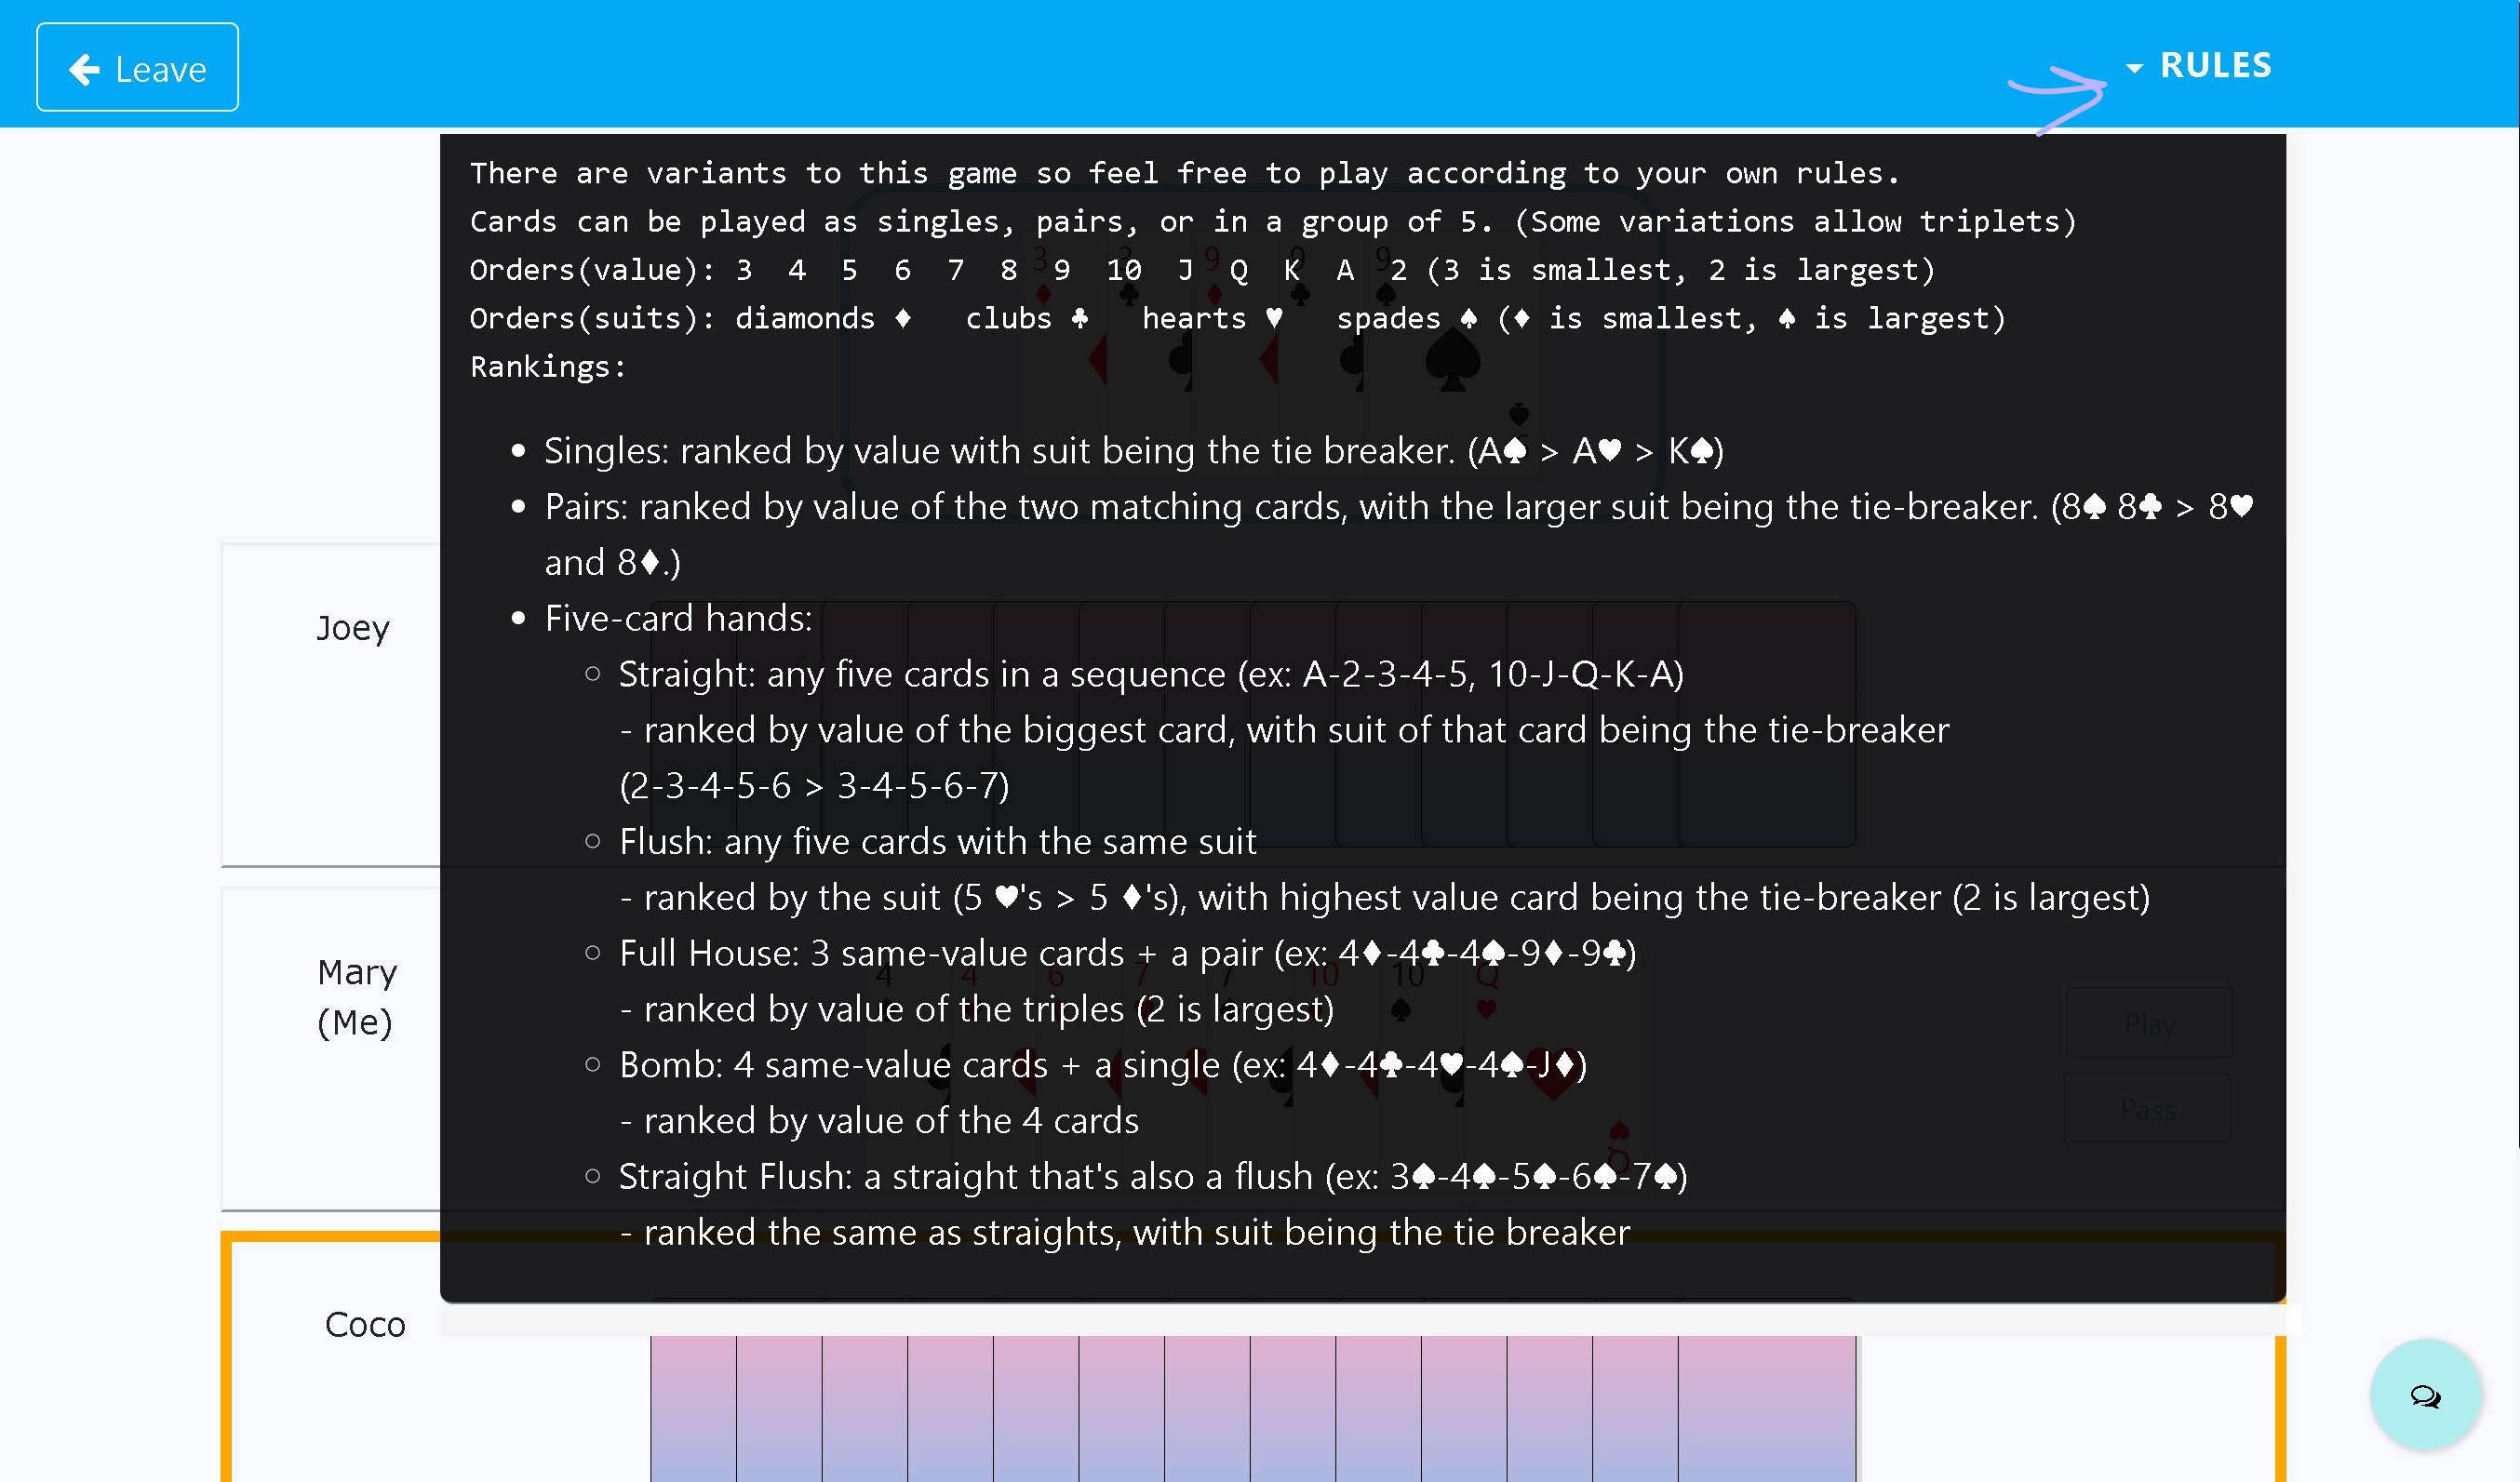 Leave
RULES
There are variants to this game so feel free to play according to your own rules.
Cards can be played as singles, pairs, or in a group of 5. (Some variations allow triplets)
Orders(value): 3 4 5 6 7 8 9 10 J Q K A 2 (3 is smallest, 2 is largest)
Orders(suits): diamonds ♦ clubs ♣ hearts ♥ spades ♠ (♦ is smallest, ♠ is largest)
Rankings:
3 3 9 9 9
• Singles: ranked by value with suit being the tie breaker. (A♠ > A♥ > K♠)
• Pairs: ranked by value of the two matching cards, with the larger suit being the tie-breaker. (8♠ 8♣ > 8♥
and 8♦.)
• Five-card hands:
○ Straight: any five cards in a sequence (ex: A-2-3-4-5, 10-J-Q-K-A)
- ranked by value of the biggest card, with suit of that card being the tie-breaker
(2-3-4-5-6 > 3-4-5-6-7)
○ Flush: any five cards with the same suit
- ranked by the suit (5 ♥'s > 5 ♦'s), with highest value card being the tie-breaker (2 is largest)
○ Full House: 3 same-value cards + a pair (ex: 4♦-4♣-4♠-9♦-9♣)
- ranked by value of the triples (2 is largest)
○ Bomb: 4 same-value cards + a single (ex: 4♦-4♣-4♥-4♠-J♦)
- ranked by value of the 4 cards
○ Straight Flush: a straight that's also a flush (ex: 3♠-4♠-5♠-6♠-7♠)
- ranked the same as straights, with suit being the tie breaker
Joey
Mary
(Me)
4 4 6 7 7 10 10 Q
Q
Play
Pass
Coco